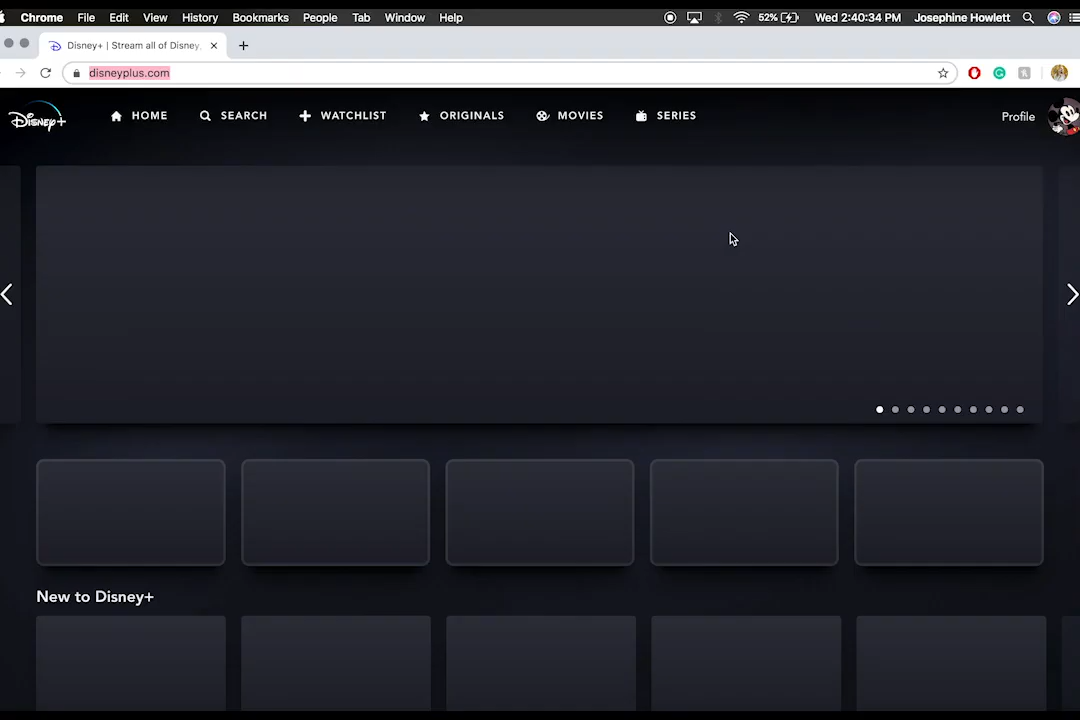 Chrome File Edit View History Bookmarks People Tab Window Help 52% Wed 2:40:34 PM Josephine Howlett
Disney+ | Stream all of Disney,
disneyplus.com
Disney+ HOME SEARCH WATCHLIST ORIGINALS MOVIES SERIES Profile
New to Disney+